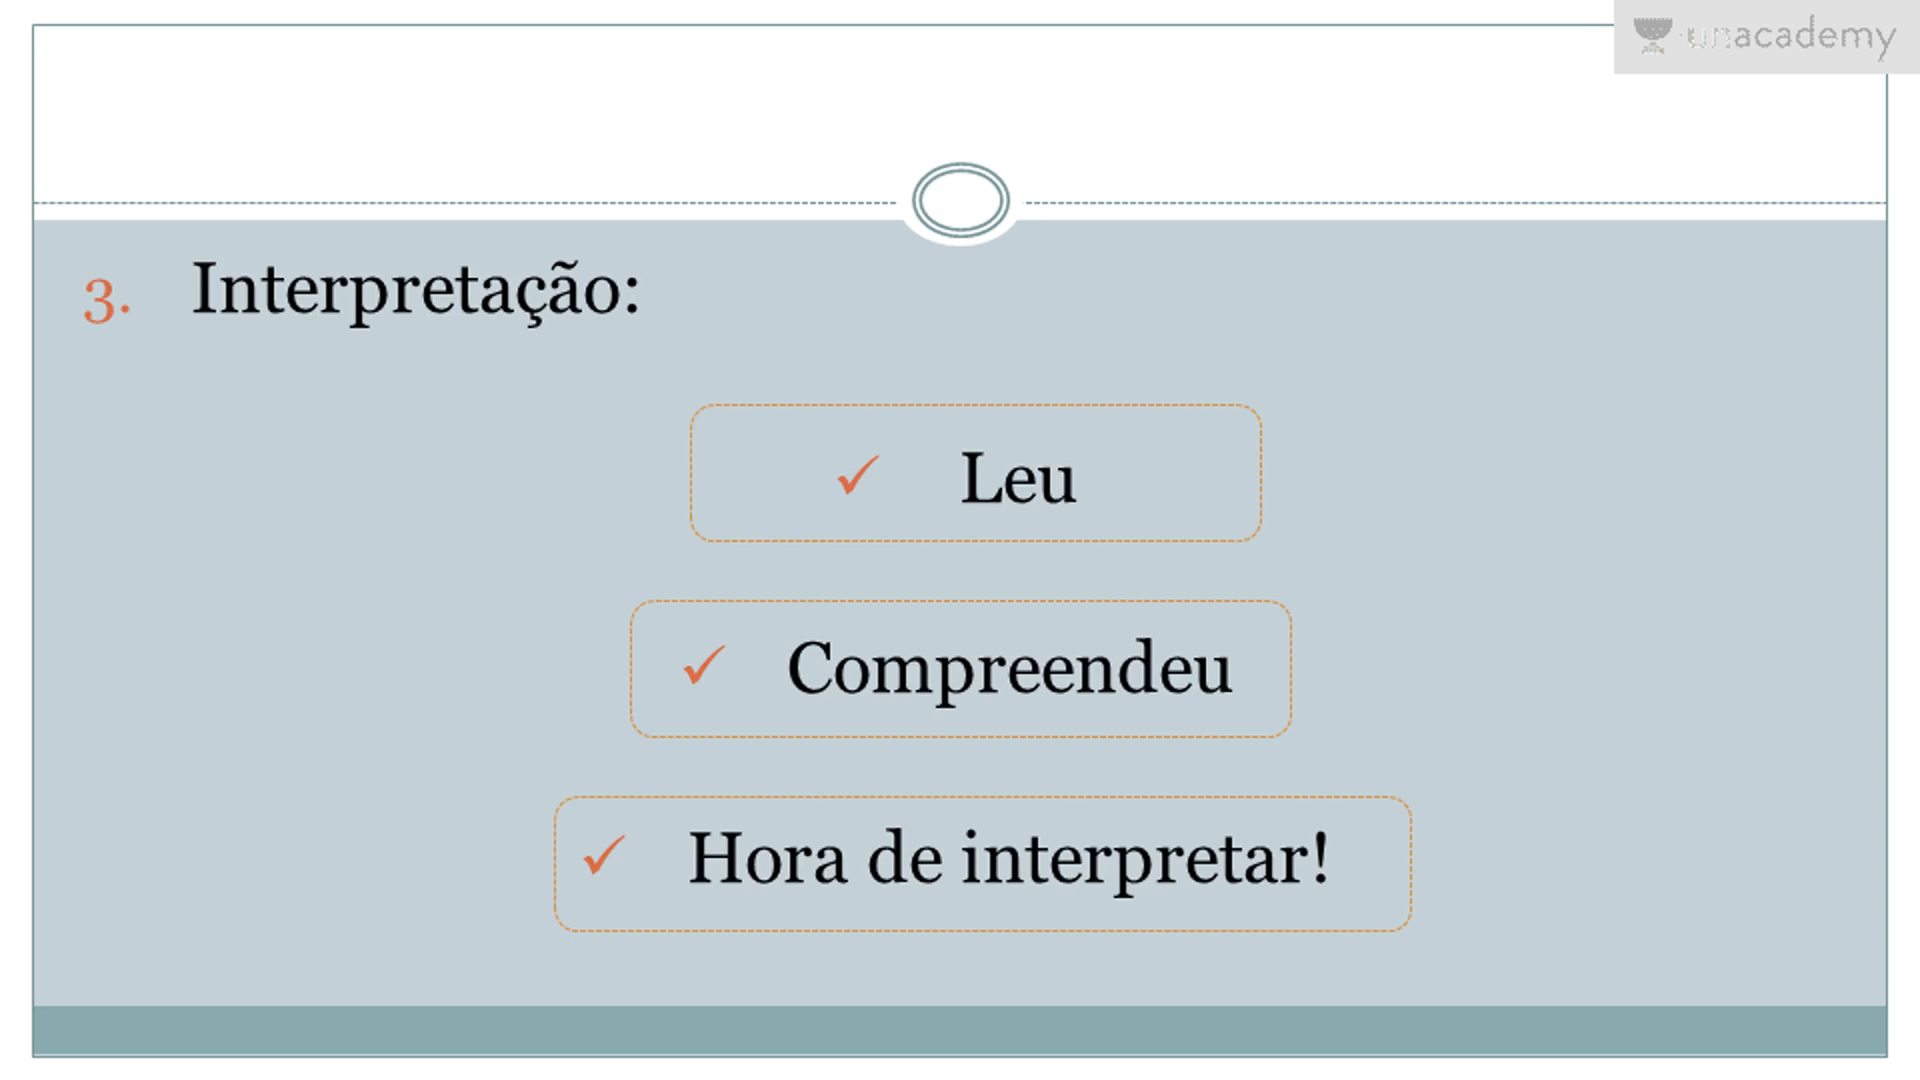 unacademy
3. Interpretação:
✓ Leu
✓ Compreendeu
✓ Hora de interpretar!